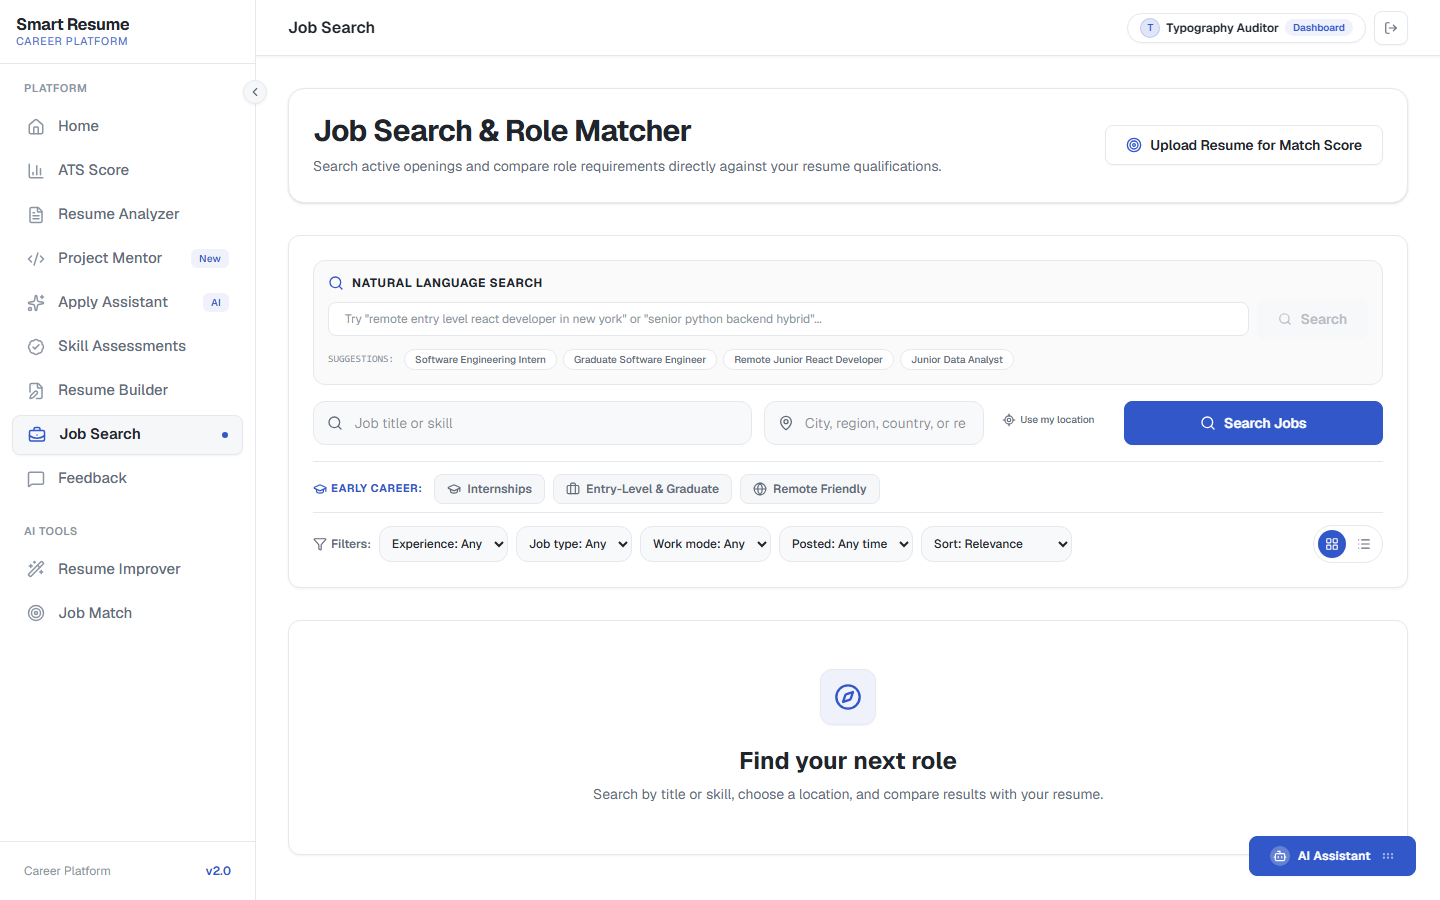 Smart Resume
CAREER PLATFORM
Job Search
T Typography Auditor Dashboard
PLATFORM
Home
ATS Score
Resume Analyzer
Project Mentor New
Apply Assistant AI
Skill Assessments
Resume Builder
Job Search
Feedback
AI TOOLS
Resume Improver
Job Match
Career Platform v2.0
Job Search & Role Matcher
Search active openings and compare role requirements directly against your resume qualifications.
Upload Resume for Match Score
NATURAL LANGUAGE SEARCH
Try "remote entry level react developer in new york" or "senior python backend hybrid"...
Search
SUGGESTIONS: Software Engineering Intern Graduate Software Engineer Remote Junior React Developer Junior Data Analyst
Job title or skill City, region, country, or re Use my location Search Jobs
EARLY CAREER: Internships Entry-Level & Graduate Remote Friendly
Filters: Experience: Any Job type: Any Work mode: Any Posted: Any time Sort: Relevance
Find your next role
Search by title or skill, choose a location, and compare results with your resume.
AI Assistant